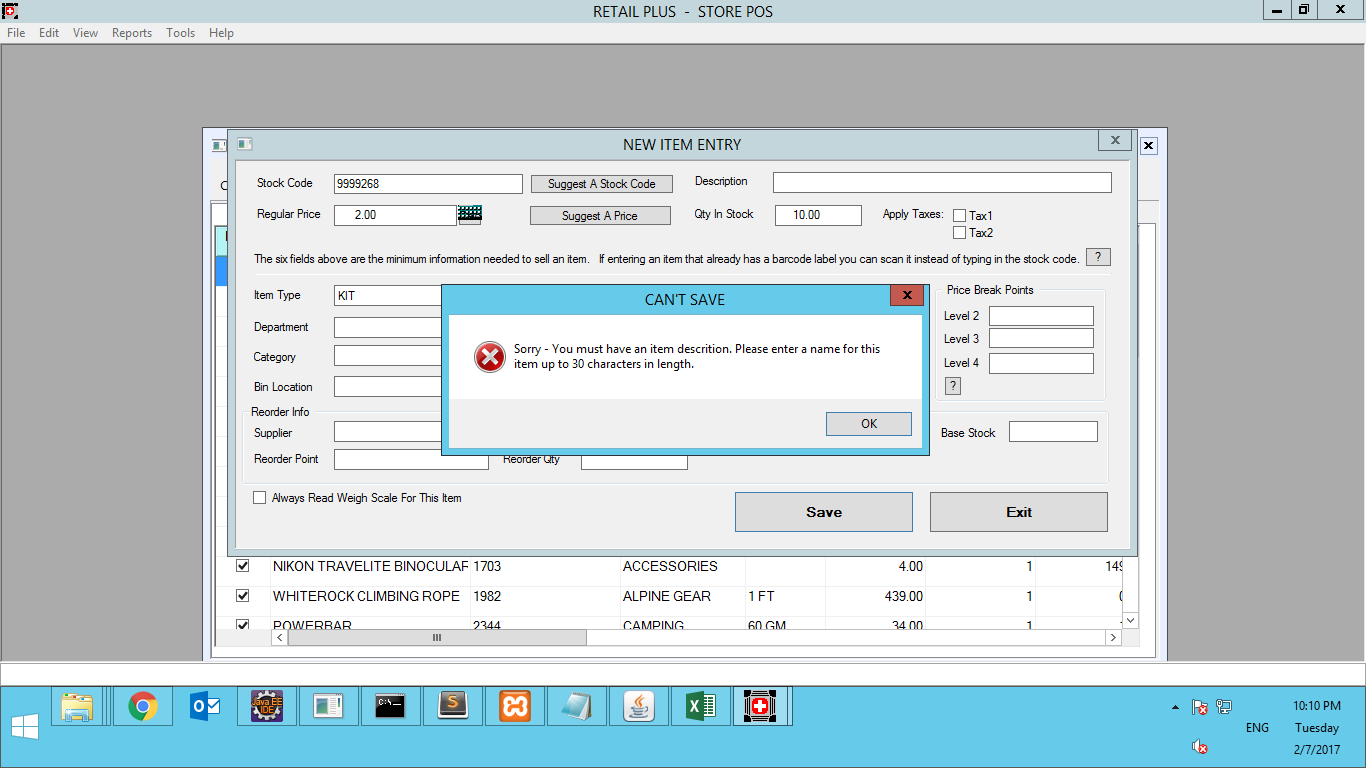 RETAIL PLUS - STORE POS
File Edit View Reports Tools Help
NEW ITEM ENTRY
Stock Code 9999268 Suggest A Stock Code Description
Regular Price 2.00 Suggest A Price Qty In Stock 10.00 Apply Taxes: Tax1
Tax2
The six fields above are the minimum information needed to sell an item. If entering an item that already has a barcode label you can scan it instead of typing in the stock code. ?
Item Type KIT
Department
Category
Bin Location
Price Break Points
Level 2
Level 3
Level 4
?
CAN'T SAVE
Sorry - You must have an item descrition. Please enter a name for this
item up to 30 characters in length.
OK
Reorder Info
Supplier
Base Stock
Reorder Point Reorder Qty
Always Read Weigh Scale For This Item
Save Exit
NIKON TRAVELITE BINOCULAR 1703 ACCESSORIES 4.00 1 149
WHITEROCK CLIMBING ROPE 1982 ALPINE GEAR 1 FT 439.00 1
POWERBAR 2344 CAMPING 60 GM 34.00 1
Java EE
IDE
C:\
10:10 PM
ENG Tuesday
2/7/2017